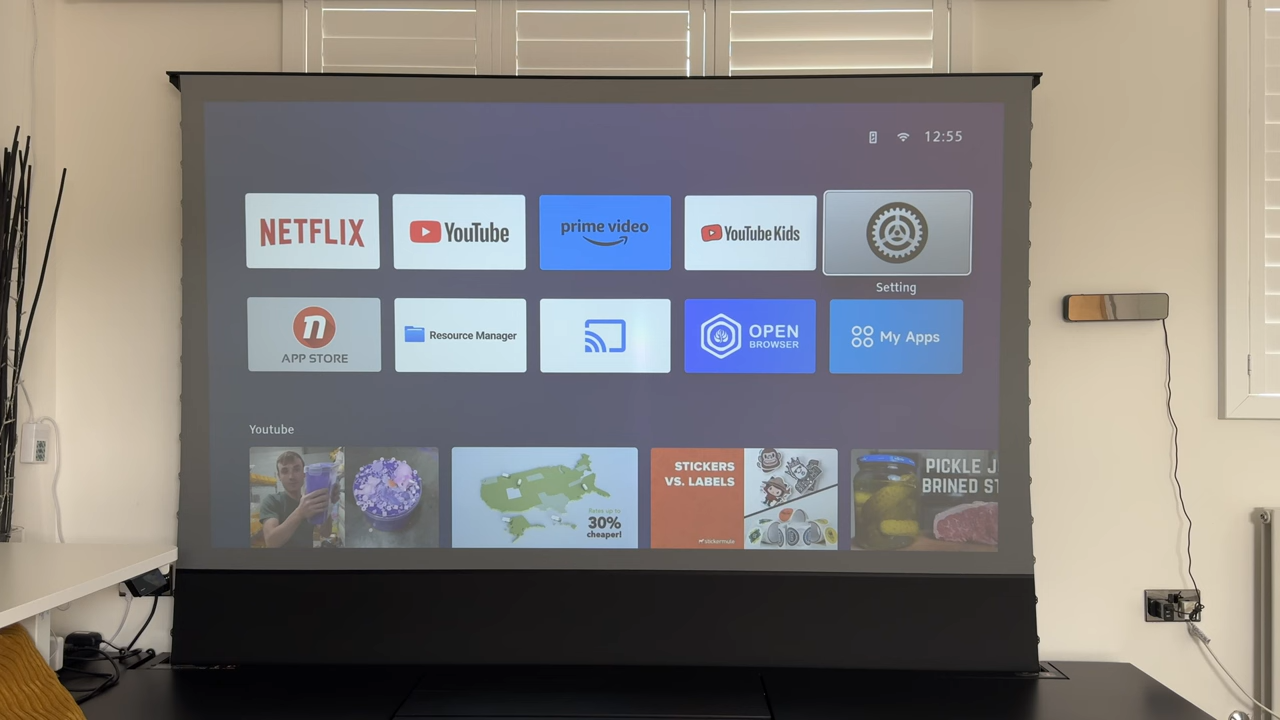 12:55
NETFLIX
YouTube
prime video
YouTube Kids
Setting
n
APP STORE
Resource Manager
OPEN
BROWSER
My Apps
Youtube
30%
cheaper!
STICKERS
VS. LABELS
stickermule
PICKLE J
BRINED ST